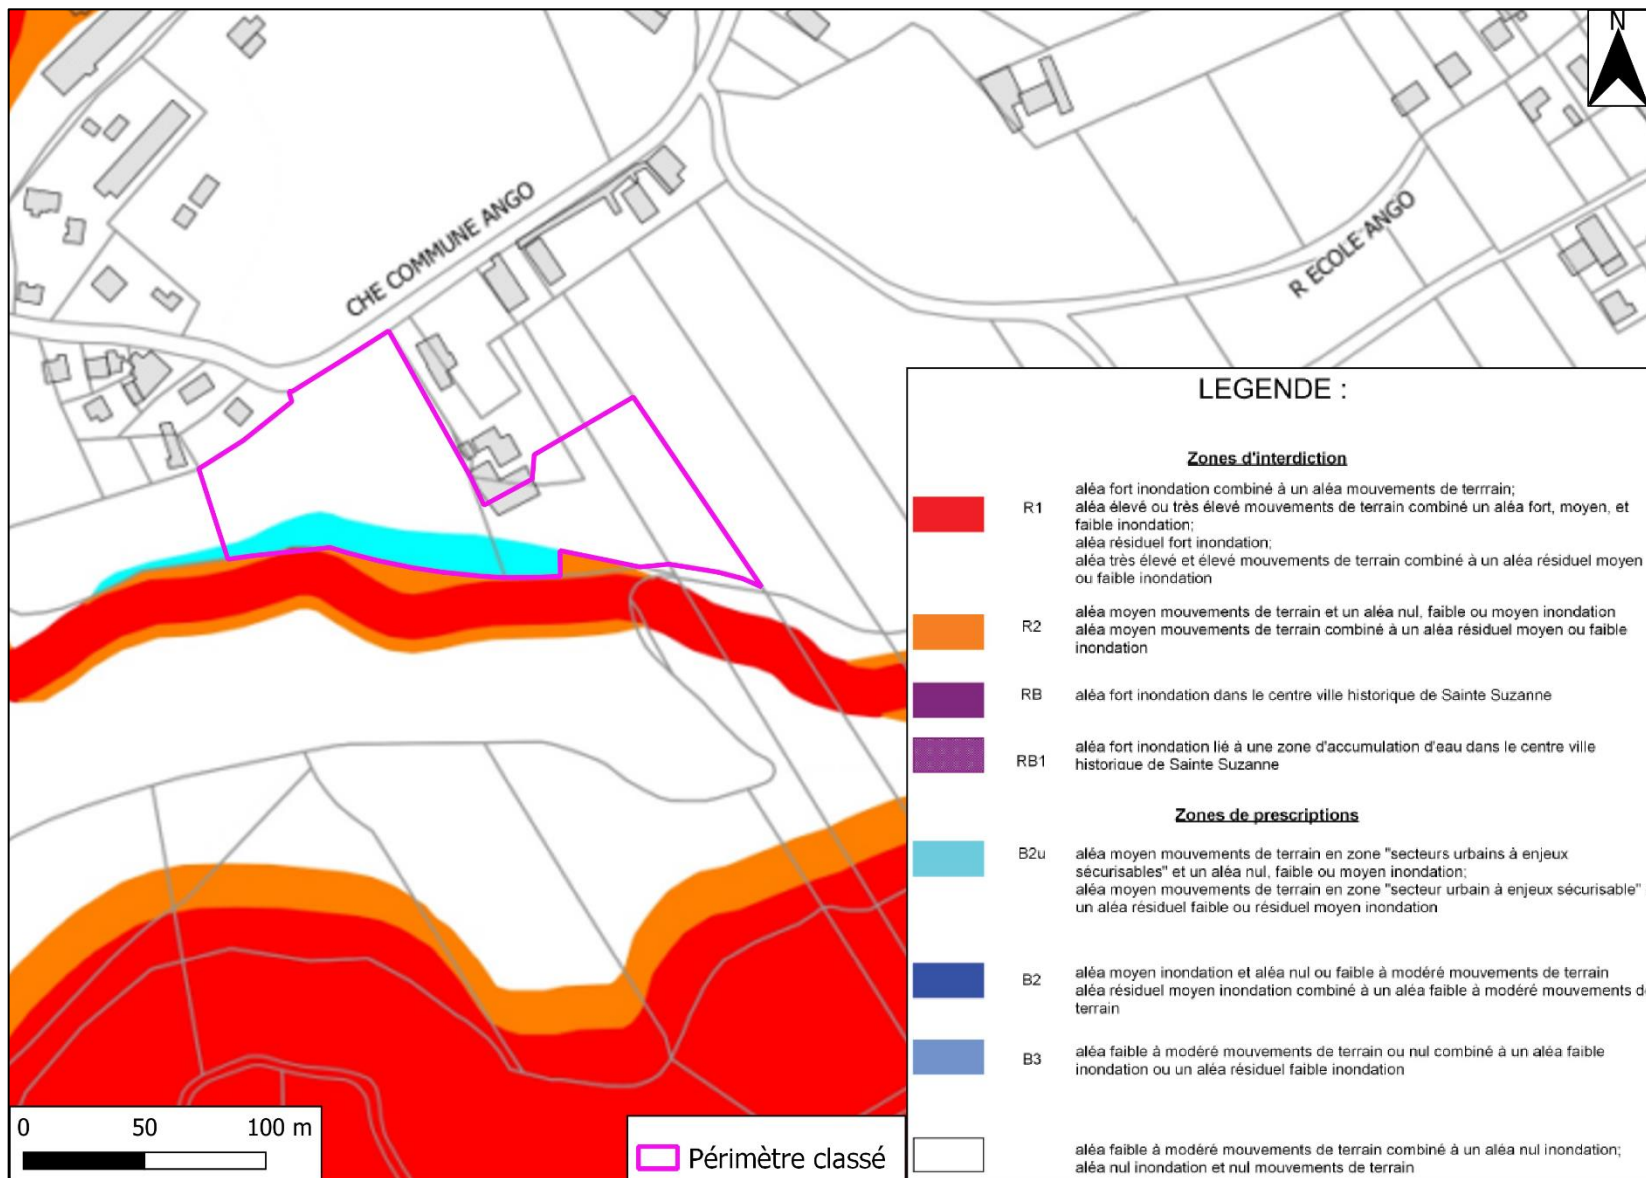 N
CHE COMMUNE ANGO
R ECOLE ANGO
LEGENDE :
Zones d'interdiction
R1
aléa fort inondation combiné à un aléa mouvements de terrrain;
aléa élevé ou très élevé mouvements de terrain combiné un aléa fort, moyen, et
faible inondation;
aléa résiduel fort inondation;
aléa très élevé et élevé mouvements de terrain combiné à un aléa résiduel moyen
ou faible inondation
R2
aléa moyen mouvements de terrain et un aléa nul, faible ou moyen inondation
aléa moyen mouvements de terrain combiné à un aléa résiduel moyen ou faible
inondation
RB
aléa fort inondation dans le centre ville historique de Sainte Suzanne
RB1
aléa fort inondation lié à une zone d'accumulation d'eau dans le centre ville
historique de Sainte Suzanne
Zones de prescriptions
B2u
aléa moyen mouvements de terrain en zone "secteurs urbains à enjeux
sécurisables" et un aléa nul, faible ou moyen inondation;
aléa moyen mouvements de terrain en zone "secteur urbain à enjeux sécurisable"
un aléa résiduel faible ou résiduel moyen inondation
B2
aléa moyen inondation et aléa nul ou faible à modéré mouvements de terrain
aléa résiduel moyen inondation combiné à un aléa faible à modéré mouvements d
terrain
B3
aléa faible à modéré mouvements de terrain ou nul combiné à un aléa faible
inondation ou un aléa résiduel faible inondation
aléa faible à modéré mouvements de terrain combiné à un aléa nul inondation;
aléa nul inondation et nul mouvements de terrain
0 50 100 m
Périmètre classé